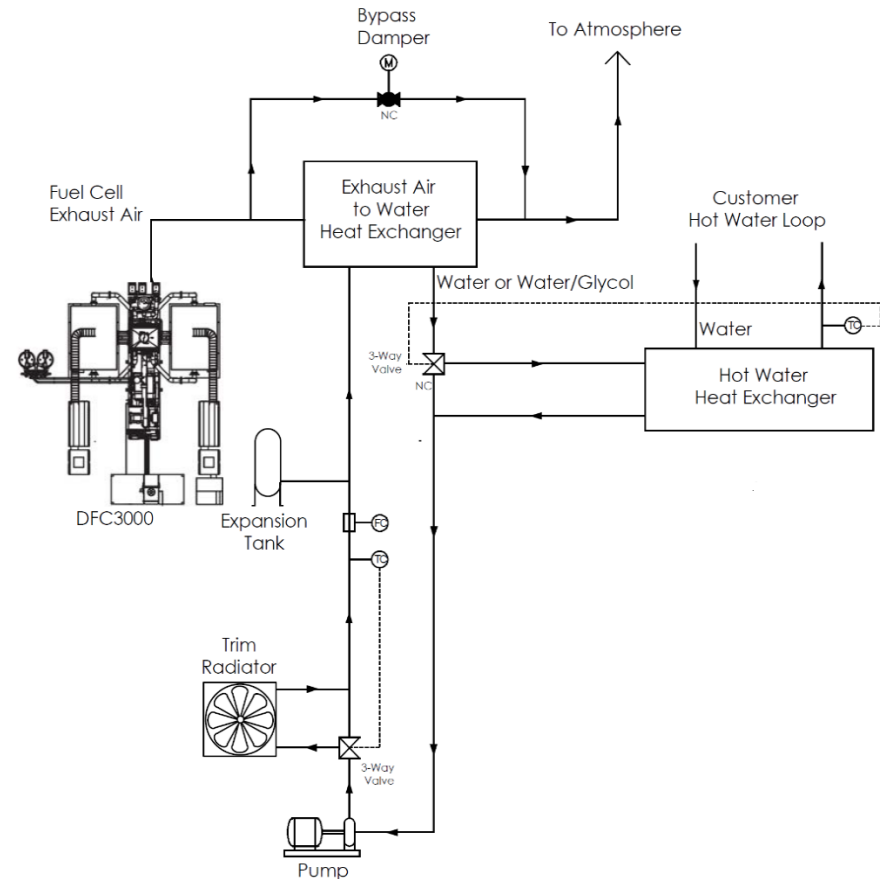 Bypass
Damper
To Atmosphere
M
NC
Fuel Cell
Exhaust Air
Exhaust Air
to Water
Heat Exchanger
Customer
Hot Water Loop
Water or Water/Glycol
Water
TC
3-Way
Valve
NC
Hot Water
Heat Exchanger
DFC3000
Expansion
Tank
FC
TC
Trim
Radiator
3-Way
Valve
Pump